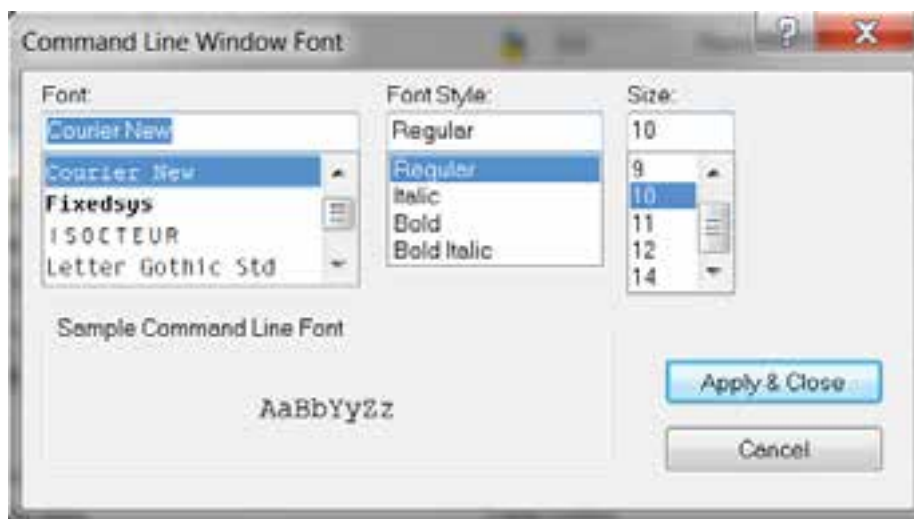 Command Line Window Font
Font:
Font Style:
Size:
Courier New
Regular
10
Courier New
Fixedsys
ISOCTEUR
Letter Gothic Std
Regular
Italic
Bold
Bold Italic
9
10
11
12
14
Sample Command Line Font
AaBbYyZz
Apply & Close
Cancel